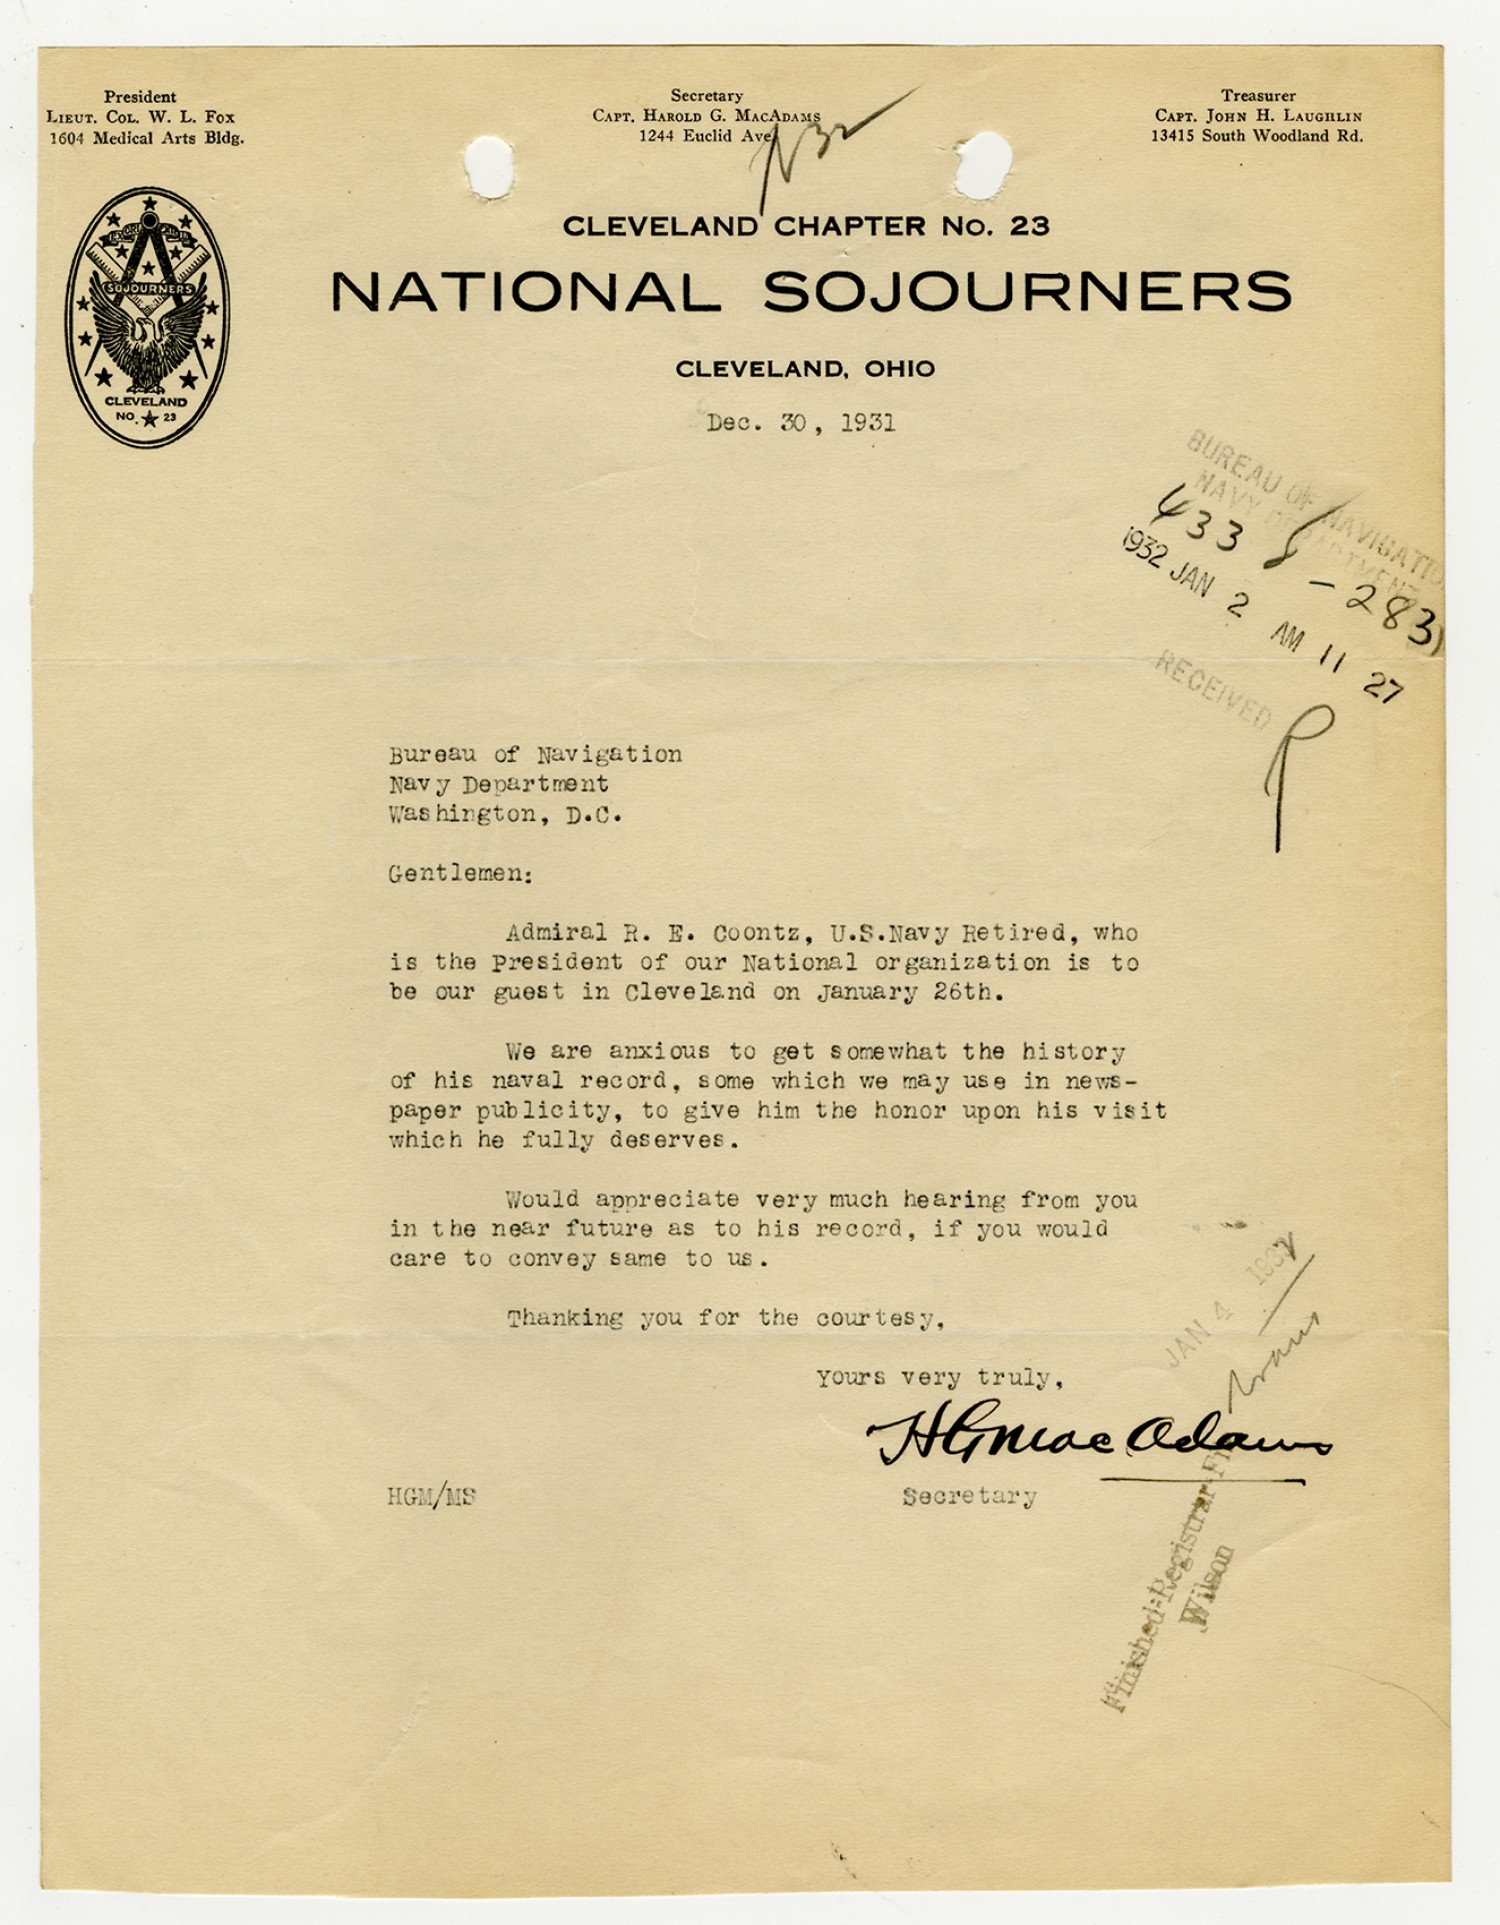 President
Lieut. Col. W. L. Fox
1604 Medical Arts Bldg.
Secretary
Capt. Harold G. MacAdams
1244 Euclid Ave.
Treasurer
Capt. John H. Laughlin
13415 South Woodland Rd.
SOJOURNERS
CLEVELAND
NO. 23
CLEVELAND CHAPTER No. 23
NATIONAL SOJOURNERS
CLEVELAND, OHIO
Dec. 30, 1931
BUREAU OF NAVIGATIO
NAVY DEPARTMENT
433 8 - 283
1932 JAN 2 AM 11 27
RECEIVED
Bureau of Navigation
Navy Department
Washington, D.C.
Gentlemen:
Admiral R. E. Coontz, U.S.Navy Retired, who
is the President of our National organization is to
be our guest in Cleveland on January 26th.
We are anxious to get somewhat the history
of his naval record, some which we may use in news-
paper publicity, to give him the honor upon his visit
which he fully deserves.
Would appreciate very much hearing from you
in the near future as to his record, if you would
care to convey same to us.
Thanking you for the courtesy,
JAN 4 1932
Yours very truly,
HGMacAdams
HGM/MS
Secretary
Finished-Registrar-Fi
Wilson